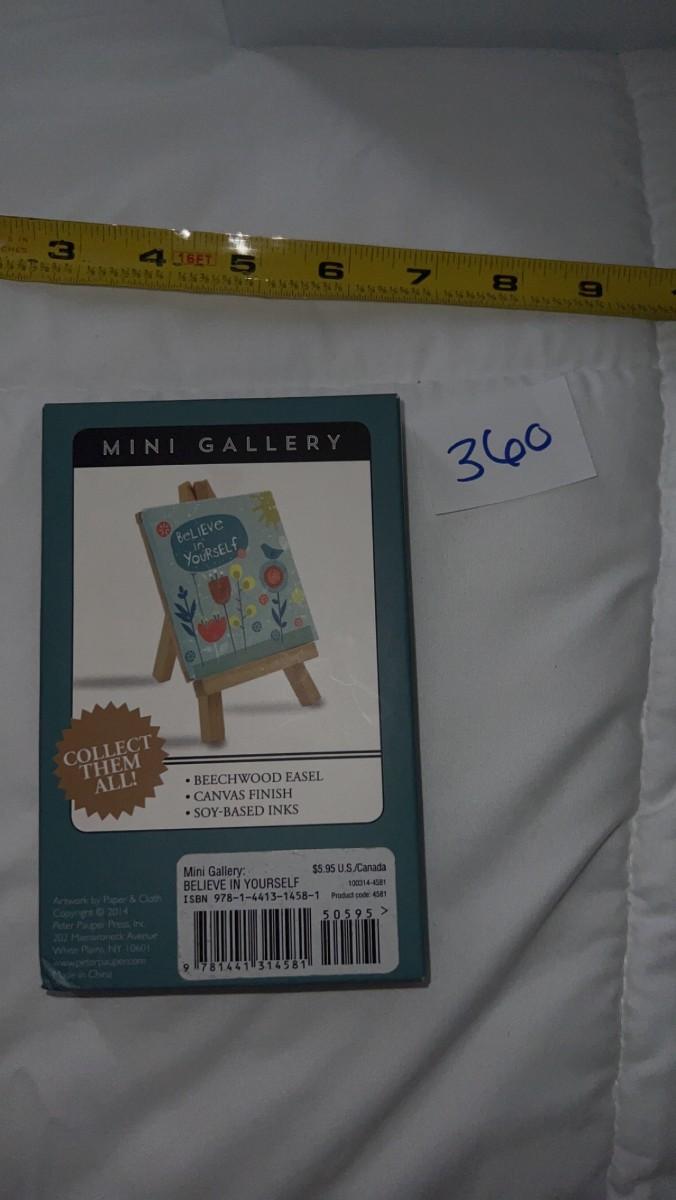 3 4 16FT 5 6 7 8 9
360
MINI GALLERY
BeLIEVe
in
YOURSELF
COLLECT
THEM
ALL!
• BEECHWOOD EASEL
• CANVAS FINISH
• SOY-BASED INKS
Mini Gallery: $5.95 U.S./Canada
BELIEVE IN YOURSELF 100314-4581
ISBN 978-1-4413-1458-1 Product code: 4581
50595 >
9 781441 314581
Artwork by Paper & Cloth
Copyright © 2014
Peter Pauper Press, Inc.
202 Mamaroneck Avenue
White Plains, NY 10601
www.peterpauper.com
Made in China